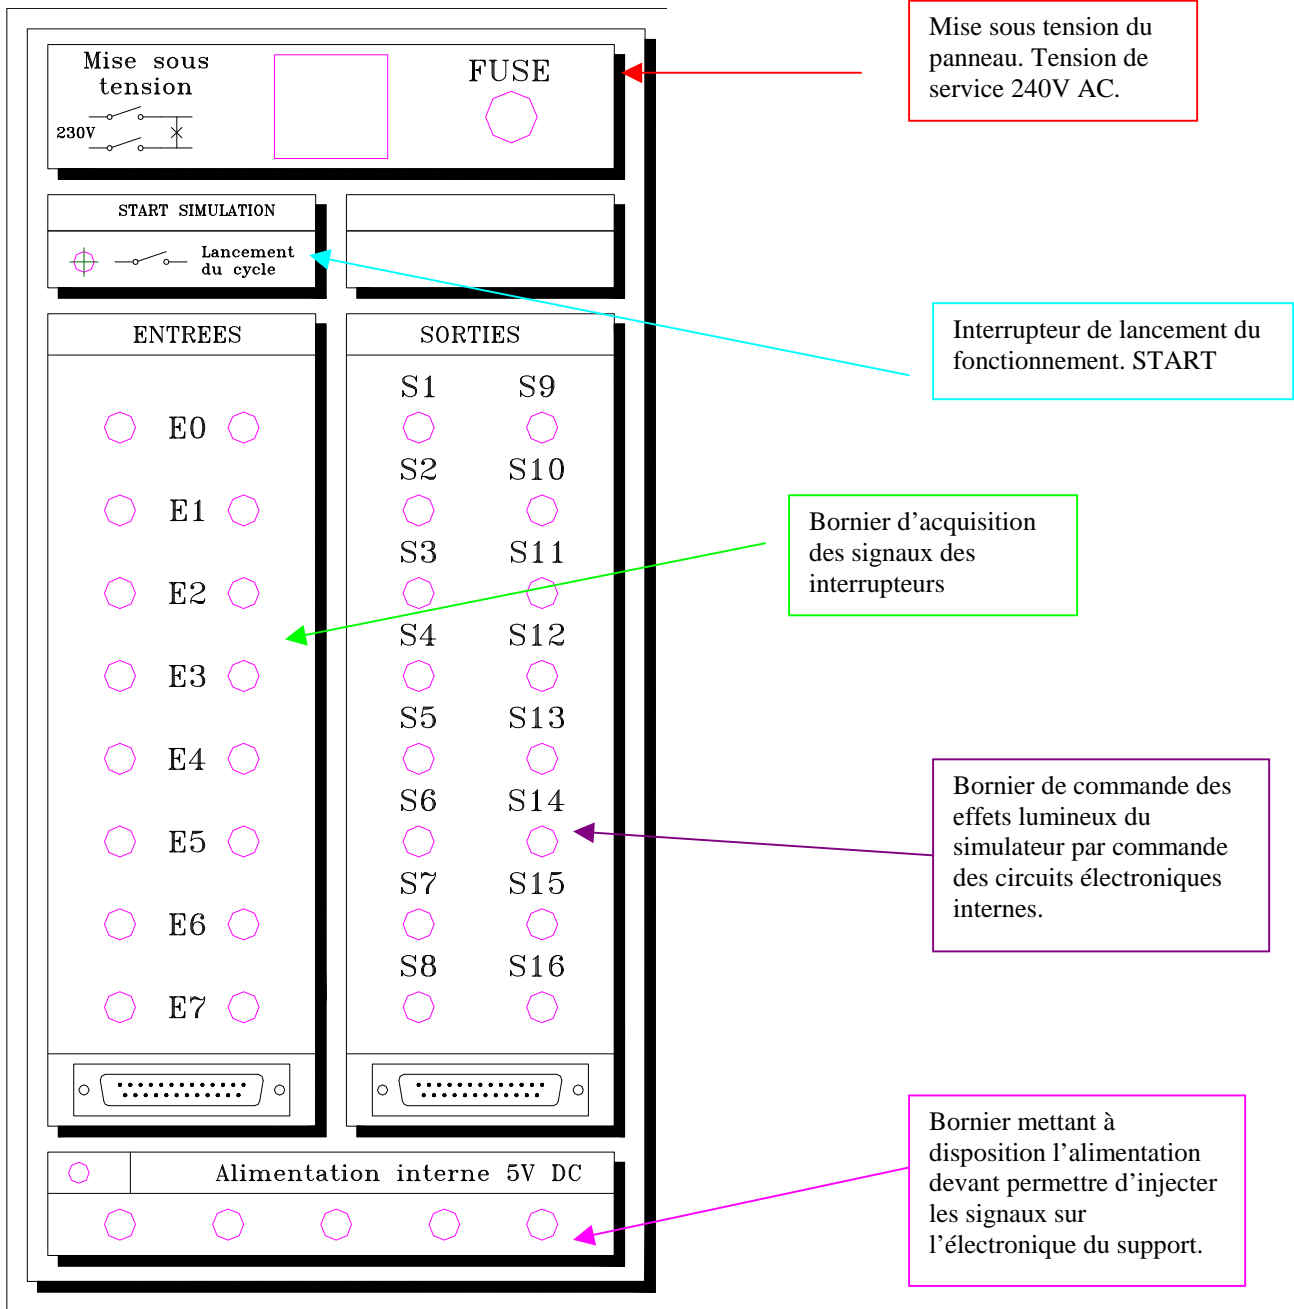 Mise sous
tension
230V
FUSE
START SIMULATION
Lancement
du cycle
ENTREES
E0
E1
E2
E3
E4
E5
E6
E7
SORTIES
S1 S9
S2 S10
S3 S11
S4 S12
S5 S13
S6 S14
S7 S15
S8 S16
Alimentation interne 5V DC
Mise sous tension du
panneau. Tension de
service 240V AC.
Interrupteur de lancement du
fonctionnement. START
Bornier d’acquisition
des signaux des
interrupteurs
Bornier de commande des
effets lumineux du
simulateur par commande
des circuits électroniques
internes.
Bornier mettant à
disposition l’alimentation
devant permettre d’injecter
les signaux sur
l’électronique du support.